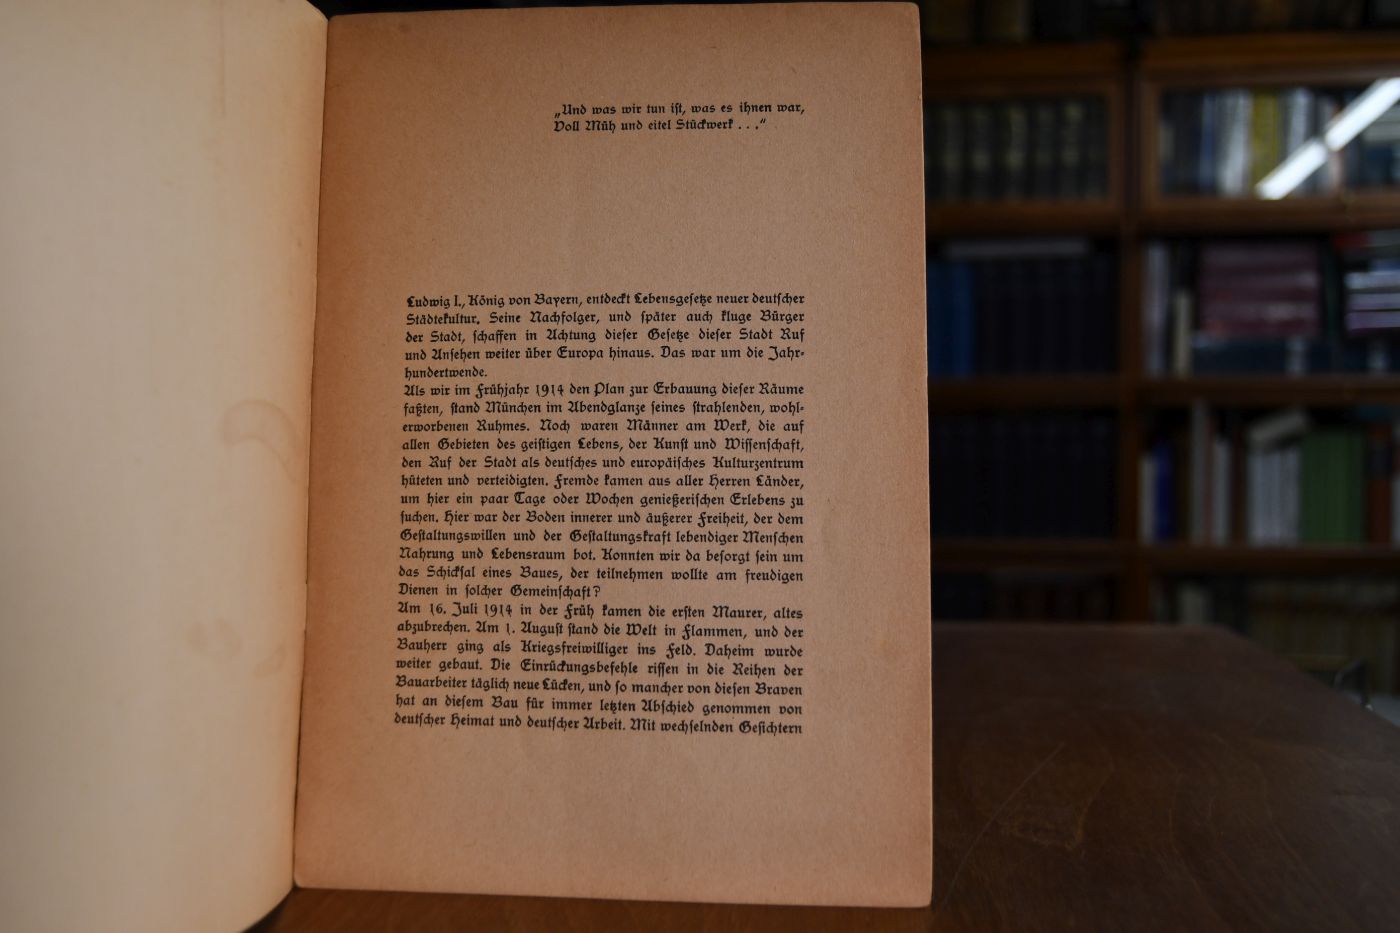 „Und was wir tun ist, was es ihnen war,
Voll Müh und eitel Stückwerk . . .“
Ludwig I., König von Bayern, entdeckt Lebensgesetze neuer deutscher
Städtekultur. Seine Nachfolger, und später auch kluge Bürger
der Stadt, schaffen in Achtung dieser Gesetze dieser Stadt Ruf
und Ansehen weiter über Europa hinaus. Das war um die Jahr-
hundertwende.
Als wir im Frühjahr 1914 den Plan zur Erbauung dieser Räume
faßten, stand München im Abendglanze seines strahlenden, wohl-
erworbenen Ruhmes. Noch waren Männer am Werk, die auf
allen Gebieten des geistigen Lebens, der Kunst und Wissenschaft,
den Ruf der Stadt als deutsches und europäisches Kulturzentrum
hüteten und verteidigten. Fremde kamen aus aller Herren Länder,
um hier ein paar Tage oder Wochen genießerischen Erlebens zu
suchen. Hier war der Boden innerer und äußerer Freiheit, der dem
Gestaltungswillen und der Gestaltungskraft lebendiger Menschen
Nahrung und Lebensraum bot. Konnten wir da besorgt sein um
das Schicksal eines Baues, der teilnehmen wollte am freudigen
Dienen in solcher Gemeinschaft?
Am 16. Juli 1914 in der Früh kamen die ersten Maurer, altes
abzubrechen. Am 1. August stand die Welt in Flammen, und der
Bauherr ging als Kriegsfreiwilliger ins Feld. Daheim wurde
weiter gebaut. Die Einrückungsbefehle rissen in die Reihen der
Bauarbeiter täglich neue Lücken, und so mancher von diesen Braven
hat an diesem Bau für immer letzten Abschied genommen von
deutscher Heimat und deutscher Arbeit. Mit wechselnden Gesichtern